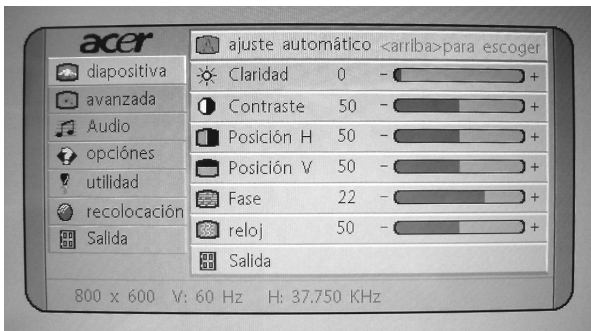 acer
diapositiva
avanzada
Audio
opciónes
utilidad
recolocación
Salida
ajuste automático <arriba>para escoger
Claridad 0 - +
Contraste 50 - +
Posición H 50 - +
Posición V 50 - +
Fase 22 - +
reloj 50 - +
Salida
800 x 600 V: 60 Hz H: 37.750 KHz